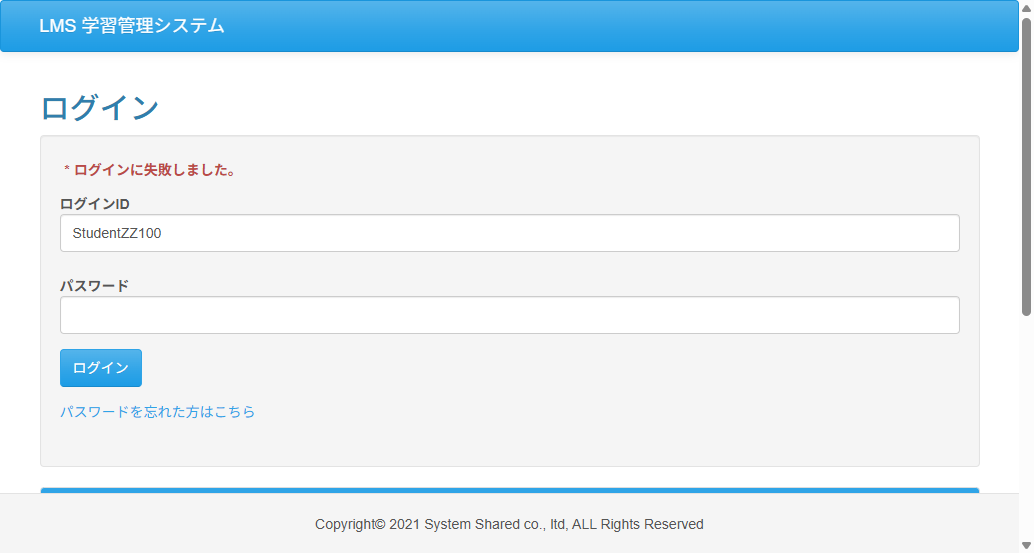 LMS 学習管理システム
ログイン
* ログインに失敗しました。
ログインID
StudentZZ100
パスワード
ログイン
パスワードを忘れた方はこちら
Copyright© 2021 System Shared co., ltd, ALL Rights Reserved